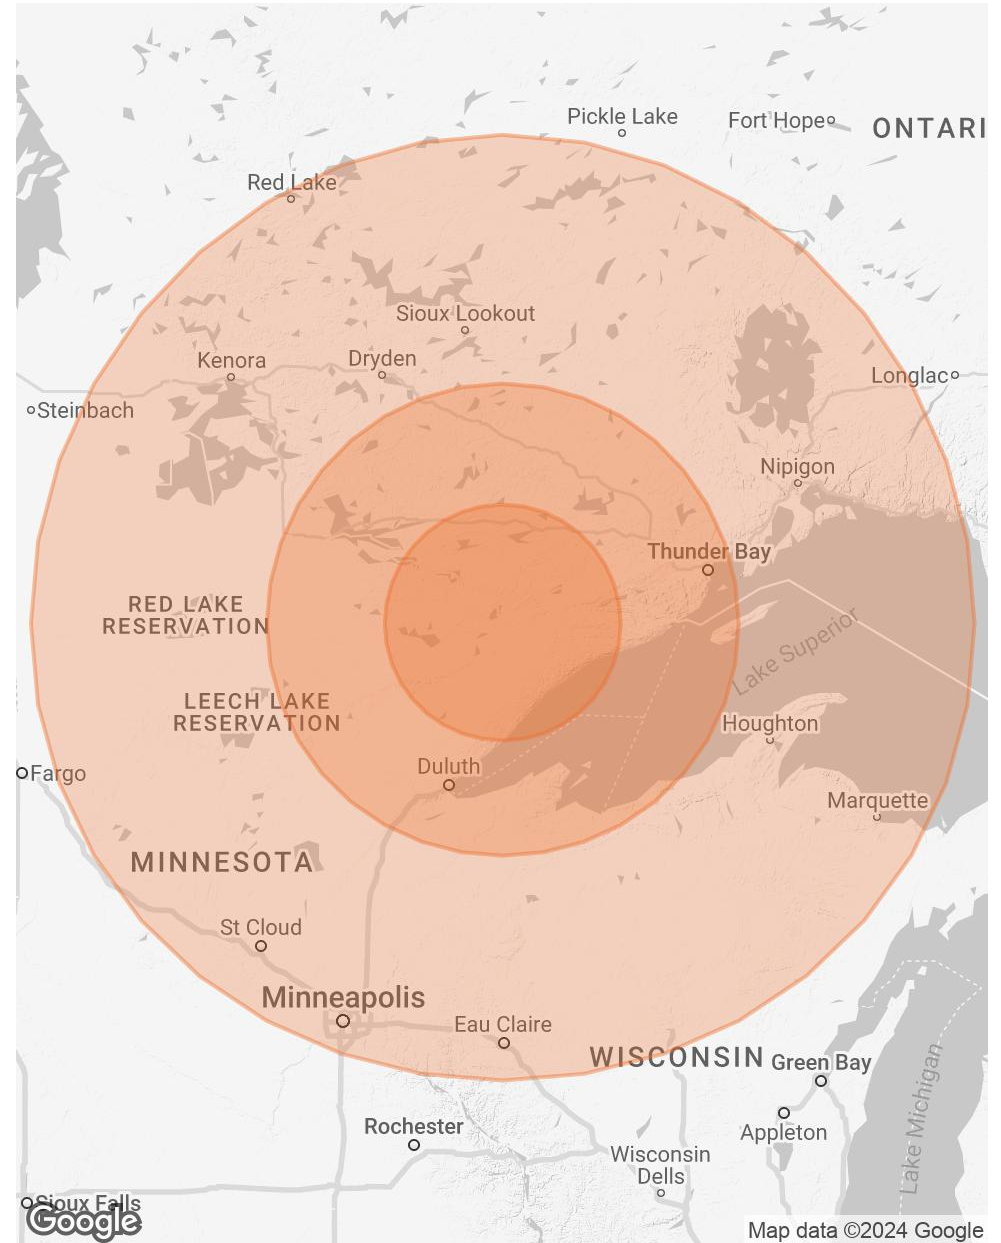 Pickle Lake
Fort Hope
ONTARI
Red Lake
Sioux Lookout
Kenora
Dryden
Longlac
Steinbach
Nipigon
Thunder Bay
RED LAKE
RESERVATION
Lake Superior
LEECH LAKE
RESERVATION
Houghton
Duluth
Fargo
Marquette
MINNESOTA
St Cloud
Minneapolis
Eau Claire
WISCONSIN
Green Bay
Lake Michigan
Rochester
Appleton
Wisconsin
Dells
Sioux Falls
Google
Map data ©2024 Google